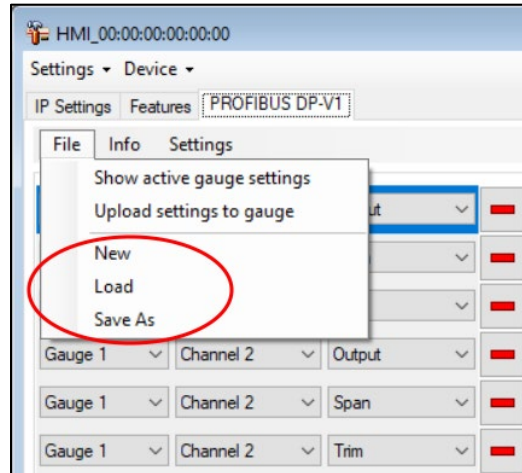 HMI_00:00:00:00:00:00
Settings Device
IP Settings Features PROFIBUS DP-V1
File Info Settings
Show active gauge settings
Upload settings to gauge
New
Load
Save As
Gauge 1 Channel 2 Output
Gauge 1 Channel 2 Span
Gauge 1 Channel 2 Trim